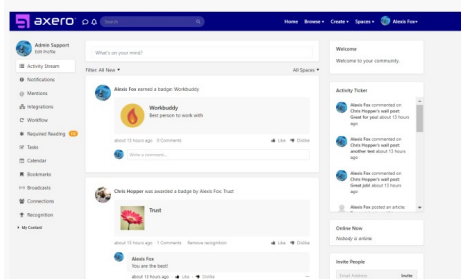 axero
Search
Home Browse Create Spaces Alexis Fox
Admin Support
Edit Profile
Activity Stream
Notifications
Mentions
Integrations
Workflow
Required Reading
Tasks
Calendar
Bookmarks
Broadcasts
Connections
Recognition
My Content
What's on your mind?
Filter: All New
All Spaces
Alexis Fox earned a badge: Workbuddy
Workbuddy
Best person to work with
about 13 hours ago 0 Comments Like Dislike
Write a comment...
Chris Hopper was awarded a badge by Alexis Fox: Trust
Trust
about 13 hours ago 1 Comments Remove recognition Like Dislike
Alexis Fox
You are the best!
about 13 hours ago Like Dislike
Welcome
Welcome to your community.
Activity Ticker
Alexis Fox commented on
Chris Hopper's wall post:
Great for your about 13 hours
ago
Alexis Fox commented on
Chris Hopper's wall post:
another test about 13 hours
ago
Alexis Fox commented on
Chris Hopper's wall post:
Great job! about 13 hours
ago
Alexis Fox posted an article:
Online Now
Nobody is online
Invite People
Email Address Invite